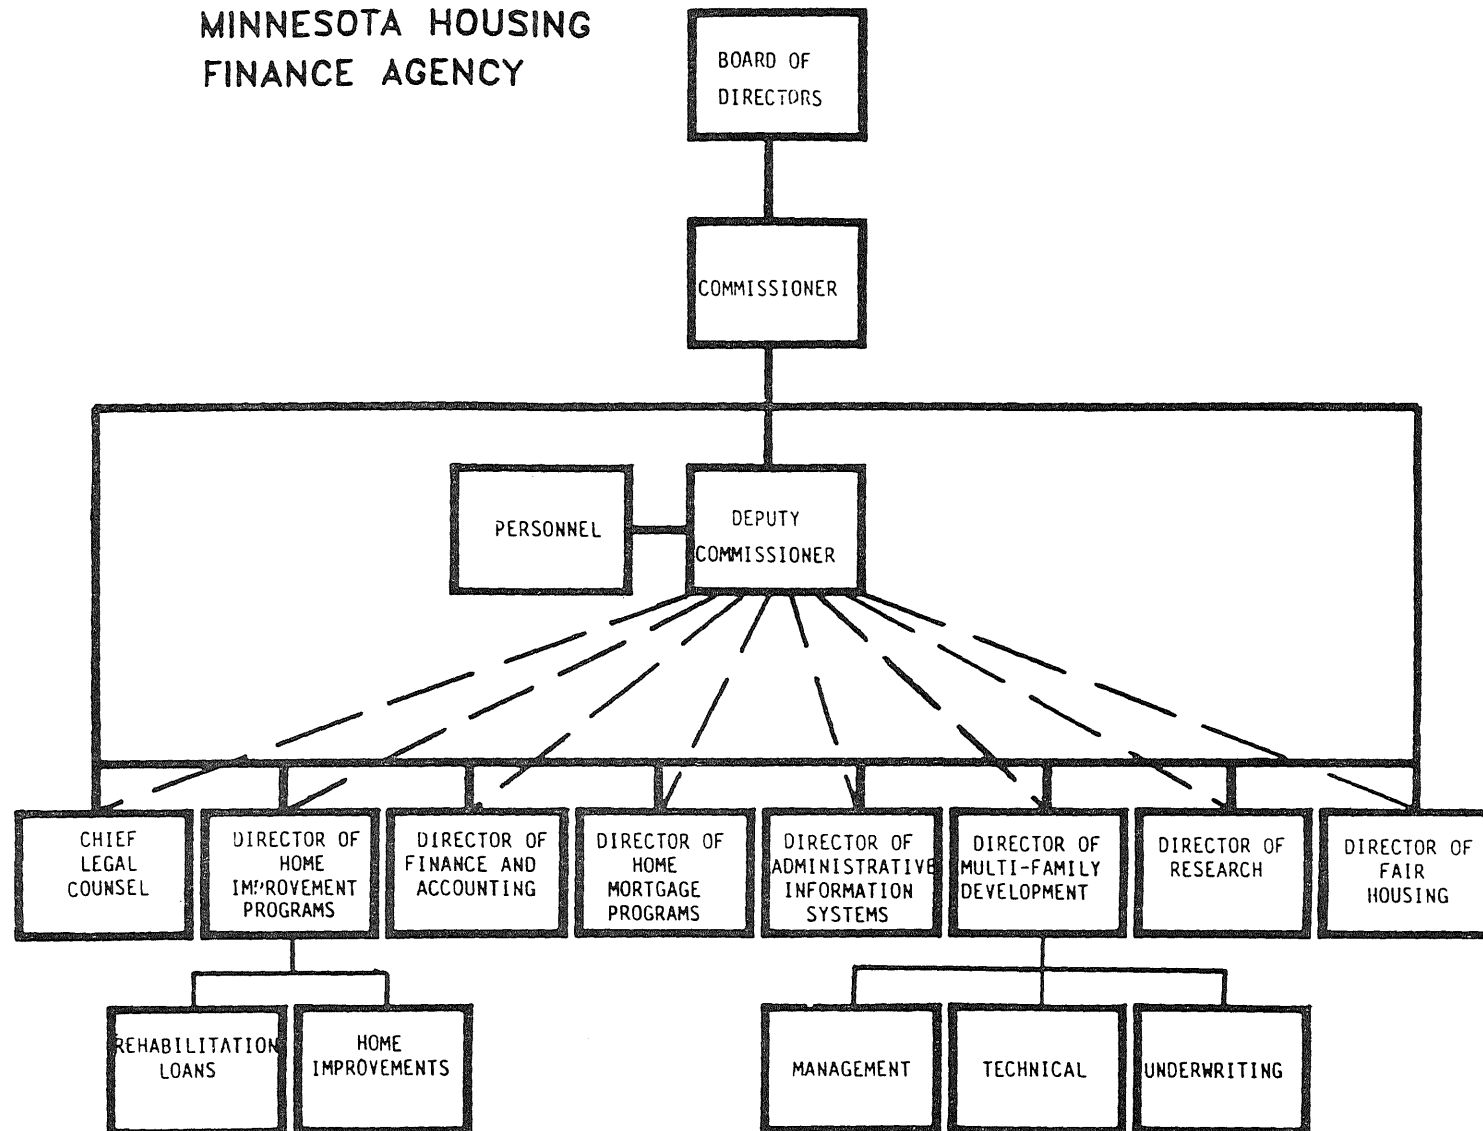 MINNESOTA HOUSING
FINANCE AGENCY
BOARD OF
DIRECTORS
COMMISSIONER
PERSONNEL
DEPUTY
COMMISSIONER
CHIEF
LEGAL
COUNSEL
DIRECTOR OF
HOME
IMPROVEMENT
PROGRAMS
DIRECTOR OF
FINANCE AND
ACCOUNTING
DIRECTOR OF
HOME
MORTGAGE
PROGRAMS
DIRECTOR OF
ADMINISTRATIVE
INFORMATION
SYSTEMS
DIRECTOR OF
MULTI-FAMILY
DEVELOPMENT
DIRECTOR OF
RESEARCH
DIRECTOR OF
FAIR
HOUSING
REHABILITATION
LOANS
HOME
IMPROVEMENTS
MANAGEMENT
TECHNICAL
UNDERWRITING